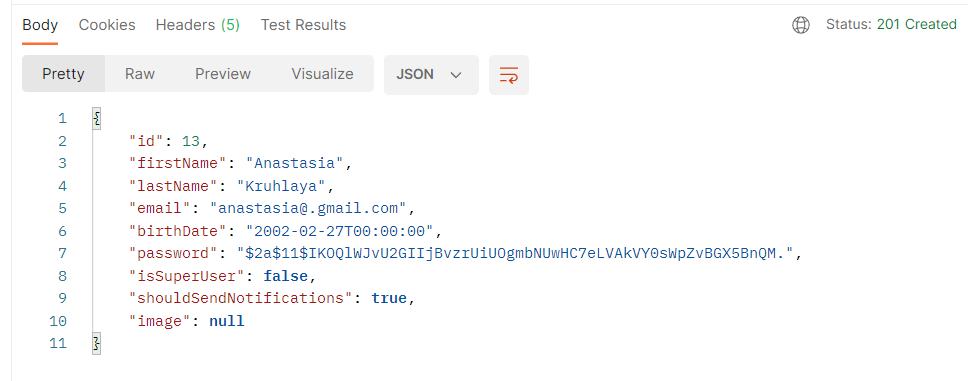 Body Cookies Headers (5) Test Results Status: 201 Created
Pretty Raw Preview Visualize JSON
1 {
2 "id": 13,
3 "firstName": "Anastasia",
4 "lastName": "Kruhlaya",
5 "email": "anastasia@.gmail.com",
6 "birthDate": "2002-02-27T00:00:00",
7 "password": "$2a$11$IKOQlWJvU2GIIjBvzrUiUOgmbNUwHC7eLVAkVY0sWpZvBGX5BnQM.",
8 "isSuperUser": false,
9 "shouldSendNotifications": true,
10 "image": null
11 }